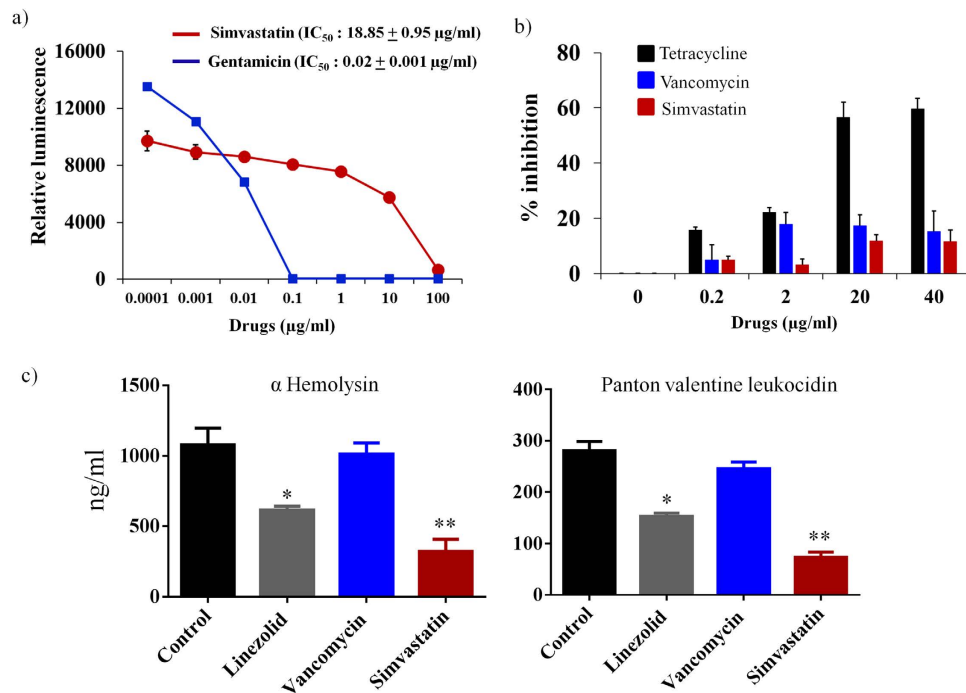 a)
Simvastatin (IC50 : 18.85 ± 0.95 µg/ml)
Gentamicin (IC50 : 0.02 ± 0.001 µg/ml)
Relative luminescence
16000
12000
8000
4000
0
0.0001 0.001 0.01 0.1 1 10 100
Drugs (µg/ml)
b)
Tetracycline
Vancomycin
Simvastatin
% inhibition
80
60
40
20
0
0 0.2 2 20 40
Drugs (µg/ml)
c)
α Hemolysin
ng/ml
1500
1000
500
0
*
**
Control Linezolid Vancomycin Simvastatin
Panton valentine leukocidin
400
300
200
100
0
*
**
Control Linezolid Vancomycin Simvastatin